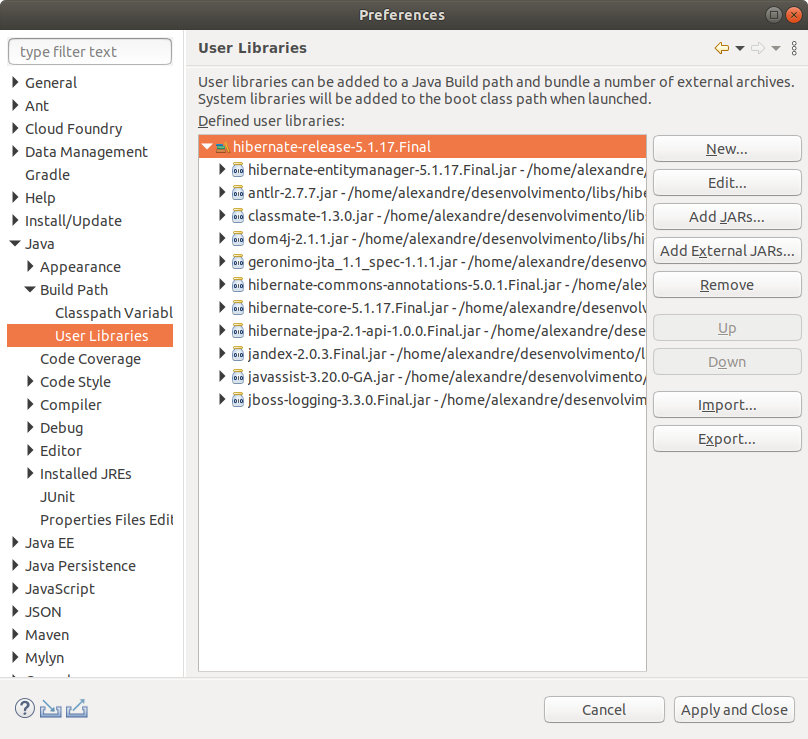 Preferences
type filter text
General
Ant
Cloud Foundry
Data Management
Gradle
Help
Install/Update
Java
Appearance
Build Path
Classpath Variabl
User Libraries
Code Coverage
Code Style
Compiler
Debug
Editor
Installed JREs
JUnit
Properties Files Edit
Java EE
Java Persistence
JavaScript
JSON
Maven
Mylyn
User Libraries
User libraries can be added to a Java Build path and bundle a number of external archives.
System libraries will be added to the boot class path when launched.
Defined user libraries:
hibernate-release-5.1.17.Final
hibernate-entitymanager-5.1.17.Final.jar - /home/alexandre/
antlr-2.7.7.jar - /home/alexandre/desenvolvimento/libs/hibe
classmate-1.3.0.jar - /home/alexandre/desenvolvimento/lib
dom4j-2.1.1.jar - /home/alexandre/desenvolvimento/libs/hi
geronimo-jta_1.1_spec-1.1.1.jar - /home/alexandre/desenvo
hibernate-commons-annotations-5.0.1.Final.jar - /home/alex
hibernate-core-5.1.17.Final.jar - /home/alexandre/desenvol
hibernate-jpa-2.1-api-1.0.0.Final.jar - /home/alexandre/dese
jandex-2.0.3.Final.jar - /home/alexandre/desenvolvimento/l
javassist-3.20.0-GA.jar - /home/alexandre/desenvolvimento/
jboss-logging-3.3.0.Final.jar - /home/alexandre/desenvolvim
New...
Edit...
Add JARs...
Add External JARs...
Remove
Up
Down
Import...
Export...
Cancel
Apply and Close